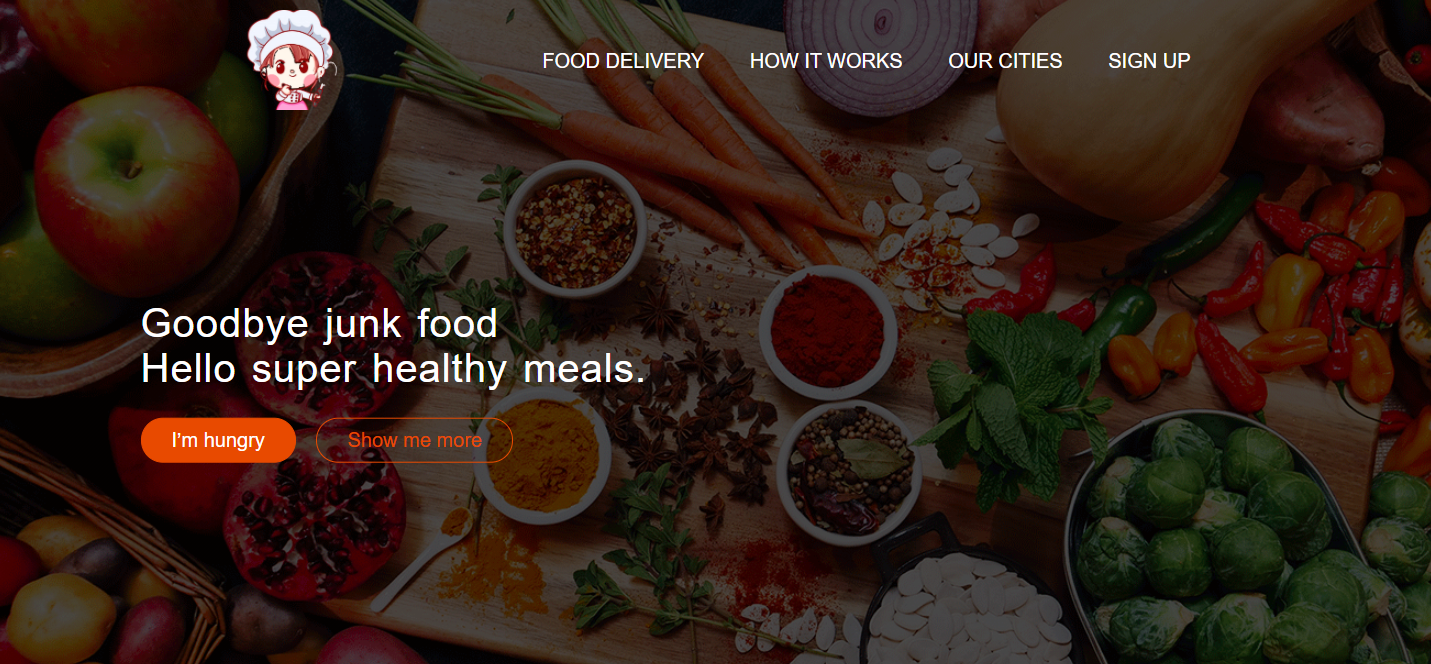 FOOD DELIVERY
HOW IT WORKS
OUR CITIES
SIGN UP
Goodbye junk food
Hello super healthy meals.
I'm hungry
Show me more